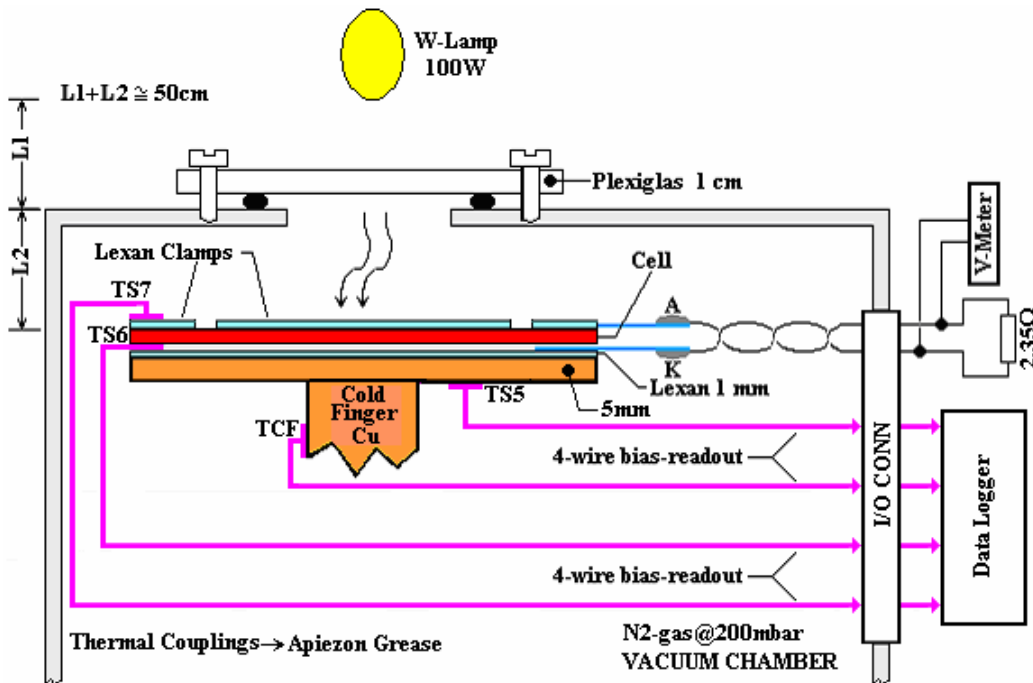 W-Lamp
100W
L1+L2 ≅ 50cm
L1
Plexiglas 1 cm
L2
Lexan Clamps
V-Meter
Cell
TS7
A
TS6
2.35Ω
K
Lexan 1 mm
TS5
5mm
Cold
Finger
Cu
TCF
4-wire bias-readout
I/O CONN
Data Logger
4-wire bias-readout
N2-gas@200mbar
VACUUM CHAMBER
Thermal Couplings→Apiezon Grease